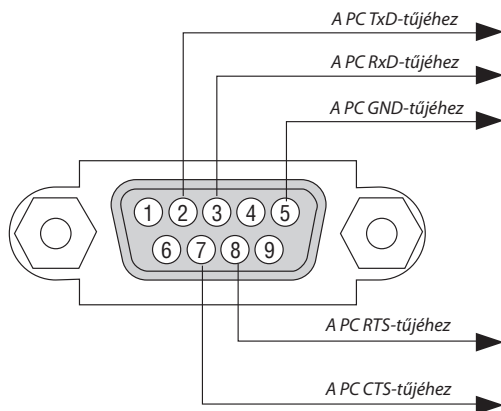 A PC TxD-tűjéhez
A PC RxD-tűjéhez
A PC GND-tűjéhez
1 2 3 4 5
6 7 8 9
A PC RTS-tűjéhez
A PC CTS-tűjéhez